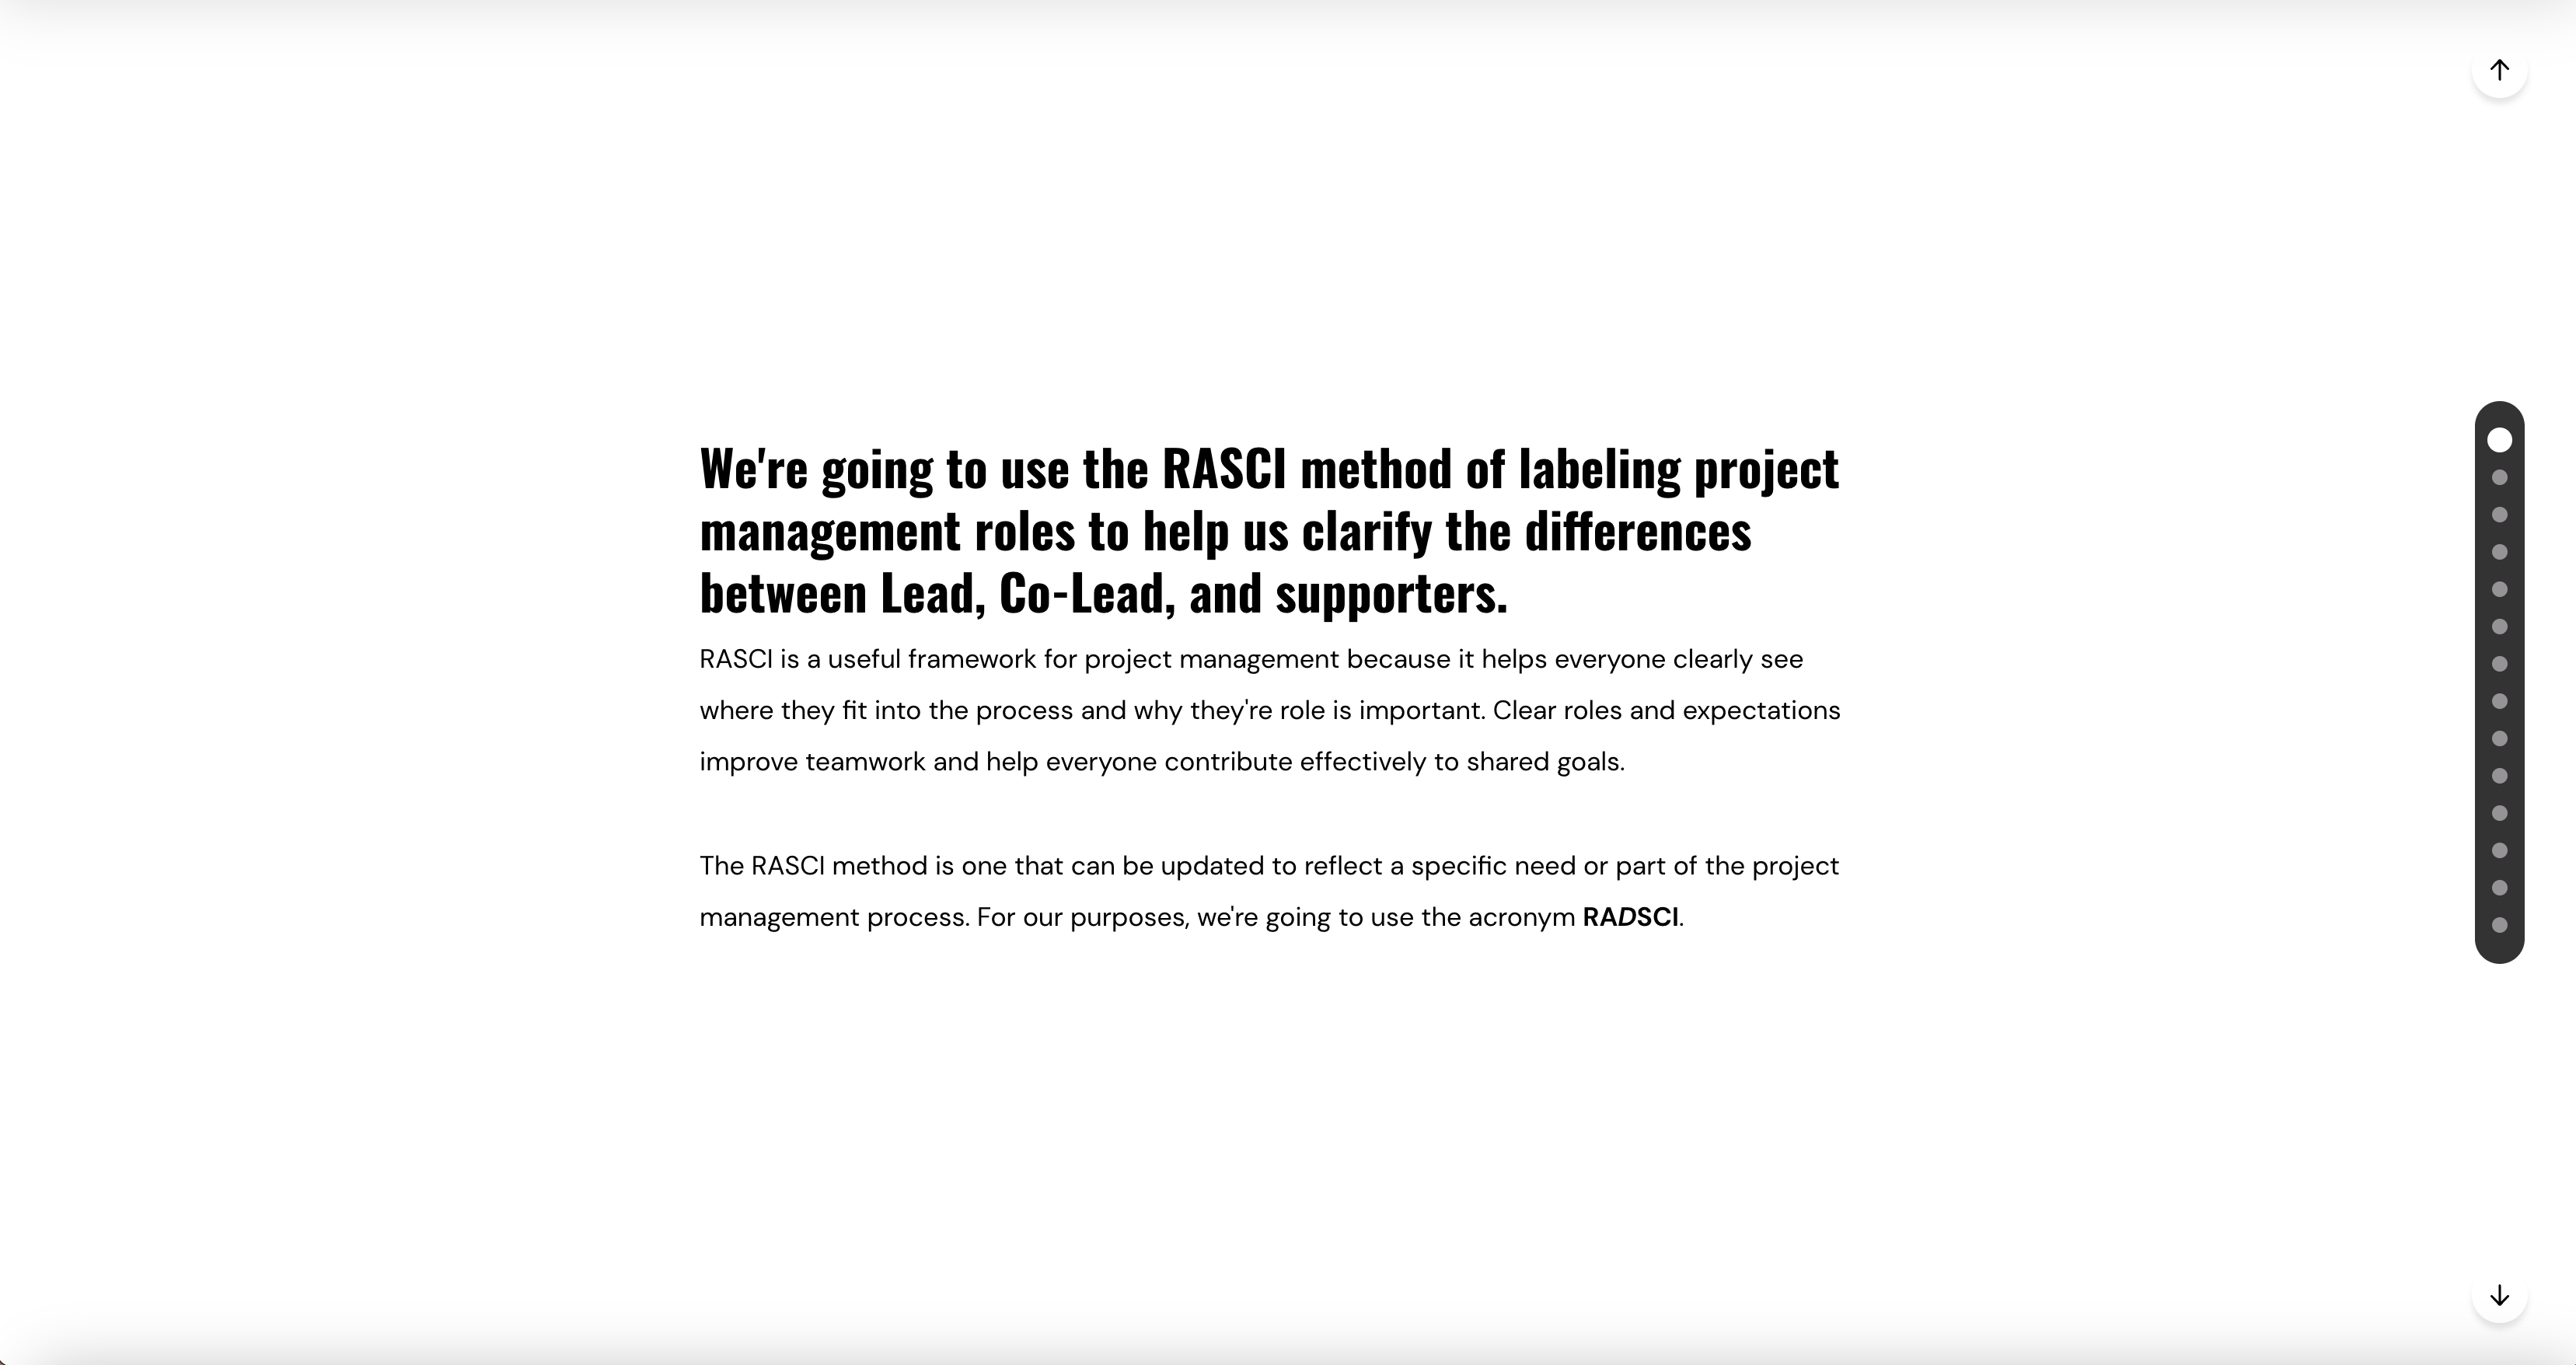 We're going to use the RASCI method of labeling project
management roles to help us clarify the differences
between Lead, Co-Lead, and supporters.
RASCI is a useful framework for project management because it helps everyone clearly see
where they fit into the process and why they're role is important. Clear roles and expectations
improve teamwork and help everyone contribute effectively to shared goals.
The RASCI method is one that can be updated to reflect a specific need or part of the project
management process. For our purposes, we're going to use the acronym RADSCI.